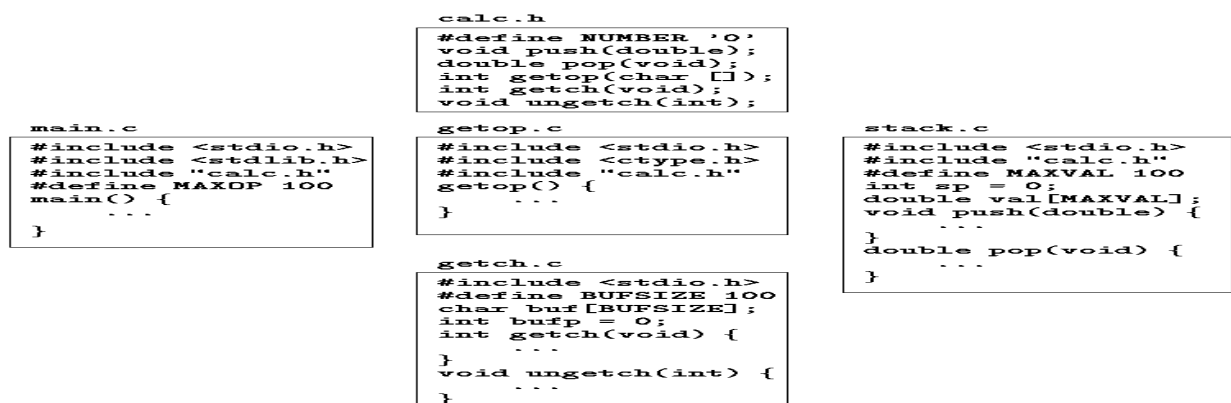 calc.h
#define NUMBER '0'
void push(double);
double pop(void);
int getop(char []);
int getch(void);
void ungetch(int);
main.c
#include <stdio.h>
#include <stdlib.h>
#include "calc.h"
#define MAXOP 100
main() {
...
}
getop.c
#include <stdio.h>
#include <ctype.h>
#include "calc.h"
getop() {
...
}
getch.c
#include <stdio.h>
#define BUFSIZE 100
char buf[BUFSIZE];
int bufp = 0;
int getch(void) {
...
}
void ungetch(int) {
...
}
stack.c
#include <stdio.h>
#include "calc.h"
#define MAXVAL 100
int sp = 0;
double val[MAXVAL];
void push(double) {
...
}
double pop(void) {
...
}